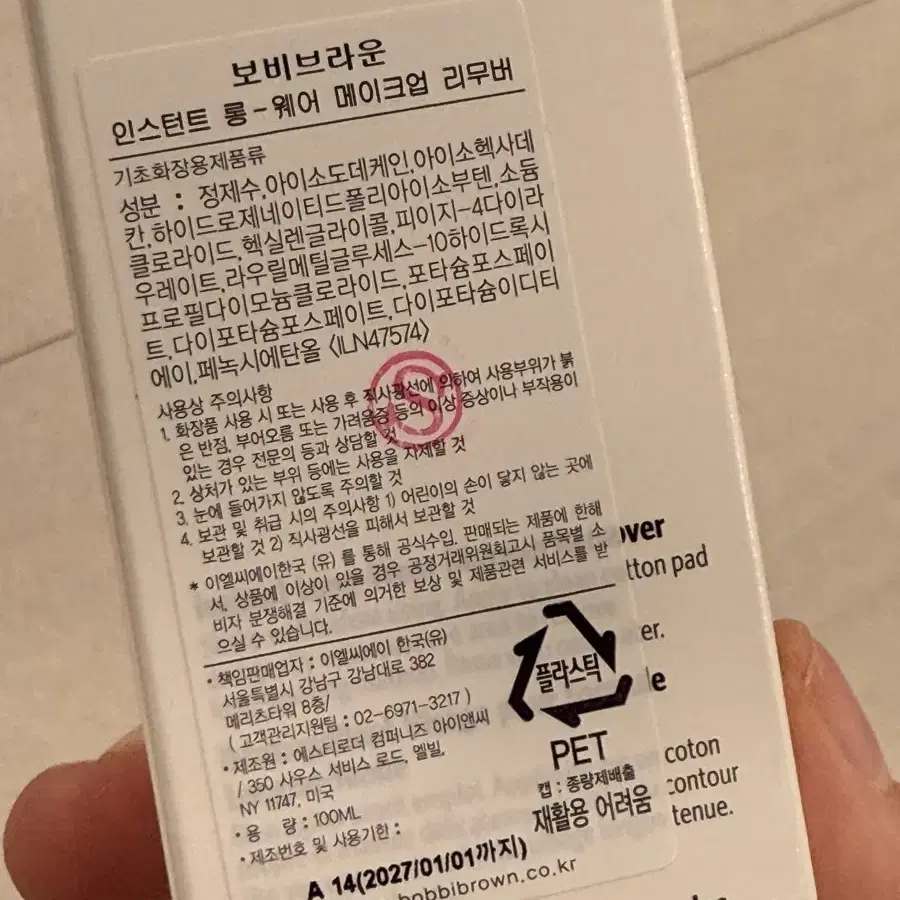 보비브라운
인스턴트 롱-웨어 메이크업 리무버
기초화장용제품류
성분 : 정제수,아이소도데케인,아이소헥사데
칸,하이드로제네이티드폴리아이소부텐,소듐
클로라이드,헥실렌글라이콜,피이지-4다이라
우레이트,라우릴메틸글루세스-10하이드록시
프로필다이모늄클로라이드,포타슘포스페이
트,다이포타슘포스페이트,다이포타슘이디티
에이,페녹시에탄올 <ILN47574>
사용상 주의사항
1. 화장품 사용 시 또는 사용 후 직사광선에 의하여 사용부위가 붉
은 반점, 부어오름 또는 가려움증 등의 이상 증상이나 부작용이
있는 경우 전문의 등과 상담할 것
2. 상처가 있는 부위 등에는 사용을 자제할 것
3. 눈에 들어가지 않도록 주의할 것
4. 보관 및 취급 시의 주의사항 1) 어린이의 손이 닿지 않는 곳에
보관할 것 2) 직사광선을 피해서 보관할 것
* 이엘씨에이한국 (유) 를 통해 공식수입, 판매되는 제품에 한해
서, 상품에 이상이 있을 경우 공정거래위원회고시 품목별 소
비자 분쟁해결 기준에 의거한 보상 및 제품관련 서비스를 받
으실 수 있습니다.
• 책임판매업자 : 이엘씨에이 한국(유)
서울특별시 강남구 강남대로 382
메리츠타워 8층/
( 고객관리지원팀 : 02-6971-3217 )
• 제조원 : 에스티로더 컴퍼니즈 아이앤씨
/ 350 사우스 서비스 로드, 멜빌,
NY 11747, 미국
• 용 량 : 100ML
• 제조번호 및 사용기한 :
A 14(2027/01/01까지)
bobbibrown.co.kr
플라스틱
PET
캡 : 종량제배출
재활용 어려움
over
tton pad
er.
e
coton
contour
tenue.